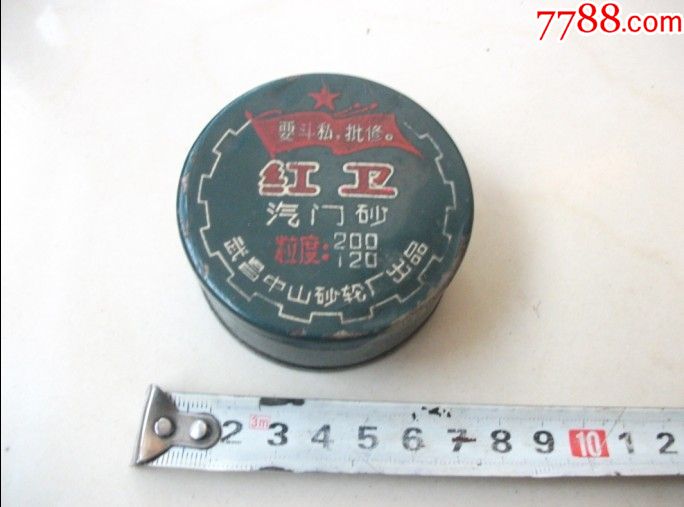 7788.com
要斗私,批修。
红卫
汽门砂
粒度:200
120
武昌中山砂轮厂出品
2 3m 3 4 5 6 7 8 9 10 1 2